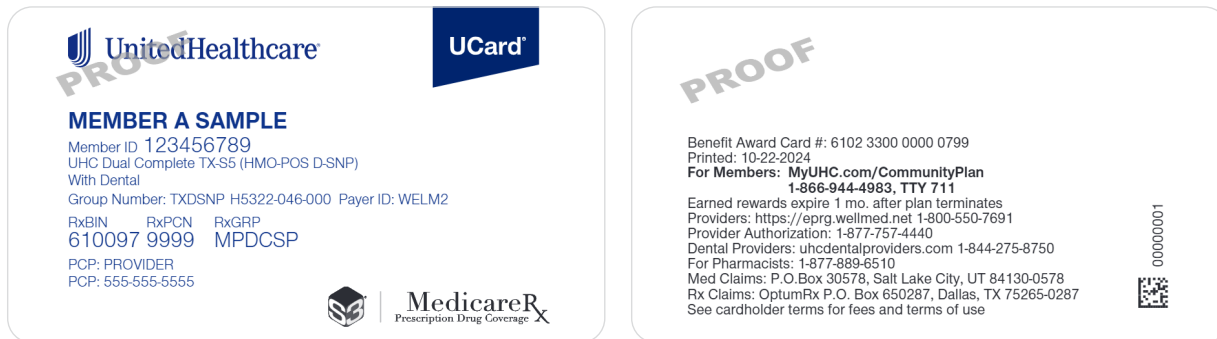 UnitedHealthcare®
UCard®
PROOF
MEMBER A SAMPLE
Member ID 123456789
UHC Dual Complete TX-S5 (HMO-POS D-SNP)
With Dental
Group Number: TXDSNP H5322-046-000 Payer ID: WELM2
RxBIN RxPCN RxGRP
610097 9999 MPDCSP
PCP: PROVIDER
PCP: 555-555-5555
S3
MedicareRx
Prescription Drug Coverage
PROOF
Benefit Award Card #: 6102 3300 0000 0799
Printed: 10-22-2024
For Members: MyUHC.com/CommunityPlan
1-866-944-4983, TTY 711
Earned rewards expire 1 mo. after plan terminates
Providers: https://eprg.wellmed.net 1-800-550-7691
Provider Authorization: 1-877-757-4440
Dental Providers: uhcdentalproviders.com 1-844-275-8750
For Pharmacists: 1-877-889-6510
Med Claims: P.O.Box 30578, Salt Lake City, UT 84130-0578
Rx Claims: OptumRx P.O. Box 650287, Dallas, TX 75265-0287
See cardholder terms for fees and terms of use
00000001